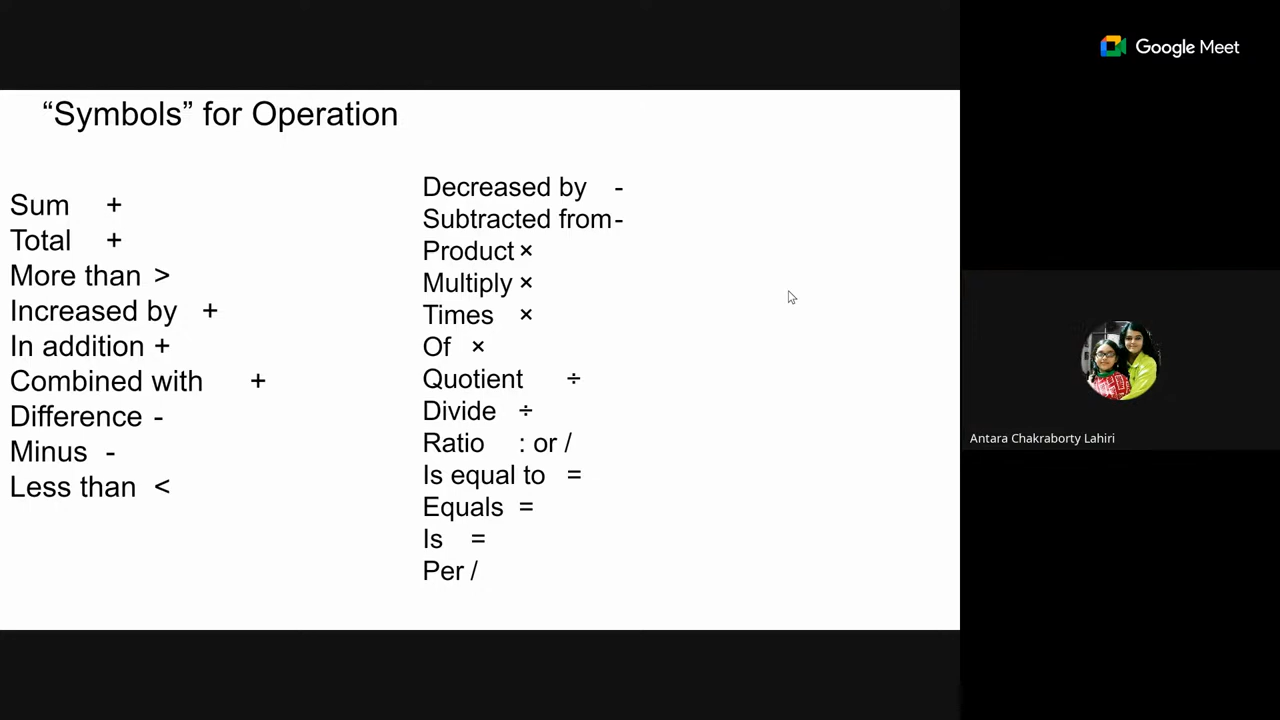 “Symbols” for Operation
Sum +
Total +
More than >
Increased by +
In addition +
Combined with +
Difference -
Minus -
Less than <
Decreased by -
Subtracted from-
Product ×
Multiply ×
Times ×
Of ×
Quotient ÷
Divide ÷
Ratio : or /
Is equal to =
Equals =
Is =
Per /
Google Meet
Antara Chakraborty Lahiri